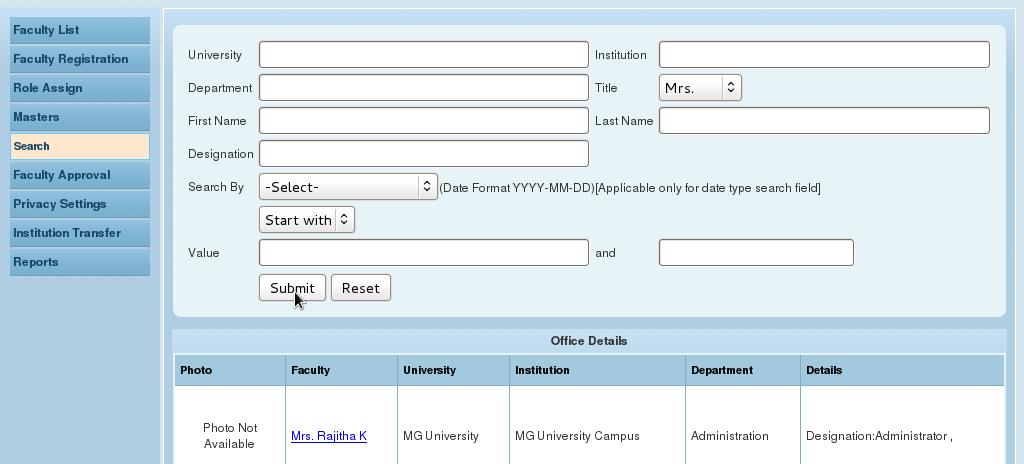 Faculty List
Faculty Registration
Role Assign
Masters
Search
Faculty Approval
Privacy Settings
Institution Transfer
Reports
University
Institution
Department
Title Mrs.
First Name
Last Name
Designation
Search By -Select- (Date Format YYYY-MM-DD)[Applicable only for date type search field]
Start with
Value and
Submit Reset
Office Details
Photo Faculty University Institution Department Details
Photo Not
Available
Mrs. Rajitha K MG University MG University Campus Administration Designation:Administrator ,